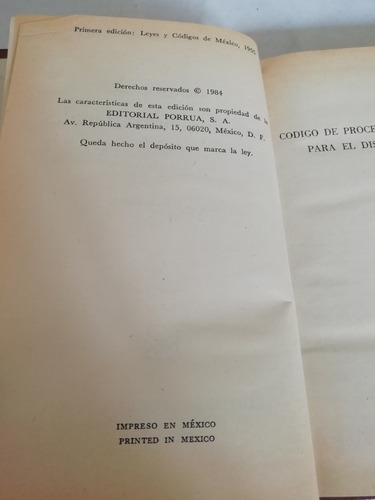 Primera edición: Leyes y Códigos de México,
Derechos reservados © 1984
Las características de esta edición son propiedad de
EDITORIAL PORRUA, S. A.
Av. República Argentina, 15, 06020, México, D. F.
Queda hecho el depósito que marca la ley.
IMPRESO EN MÉXICO
PRINTED IN MEXICO
CODIGO DE PROCE
PARA EL DIS